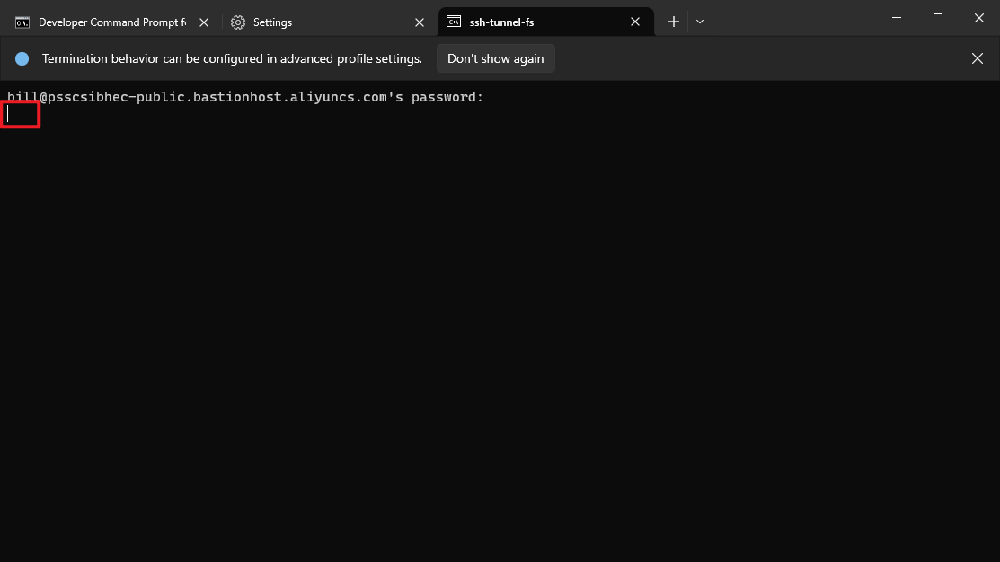 Developer Command Prompt fo
Settings
ssh-tunnel-fs
Termination behavior can be configured in advanced profile settings.
Don't show again
bill@psscsibhec-public.bastionhost.aliyuncs.com's password: